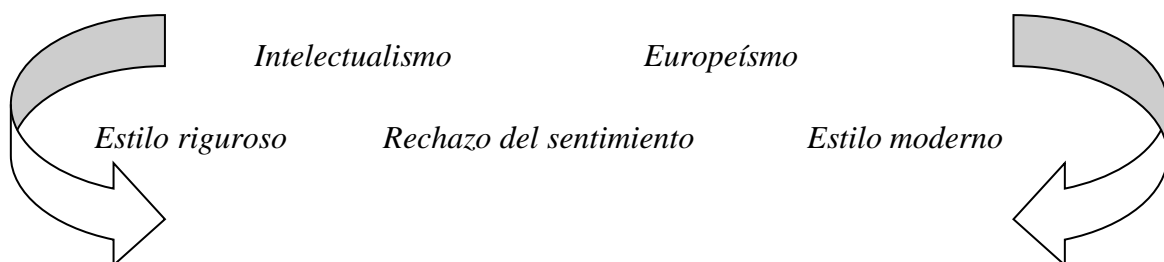 Intelectualismo Europeísmo
Estilo riguroso Rechazo del sentimiento Estilo moderno